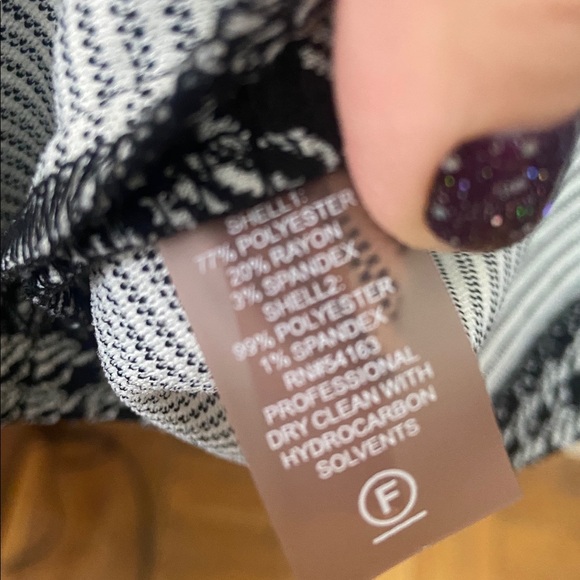 SHELL1:
77% POLYESTER
20% RAYON
3% SPANDEX
SHELL2:
99% POLYESTER
1% SPANDEX
RN#54163
PROFESSIONAL
DRY CLEAN WITH
HYDROCARBON
SOLVENTS
F